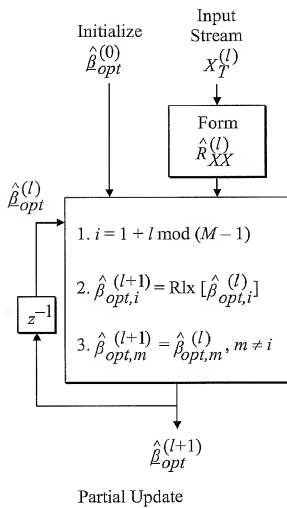 Initialize
β̲̂_opt^(0)
Input
Stream
X_T^(l)
Form
R̂_XX^(l)
β̲̂_opt^(l)
1. i = 1 + l mod (M – 1)
2. β̂_opt,i^(l+1) = Rlx [β̂_opt,i^(l)]
3. β̂_opt,m^(l+1) = β̂_opt,m^(l), m ≠ i
z^–1
β̲̂_opt^(l+1)
Partial Update